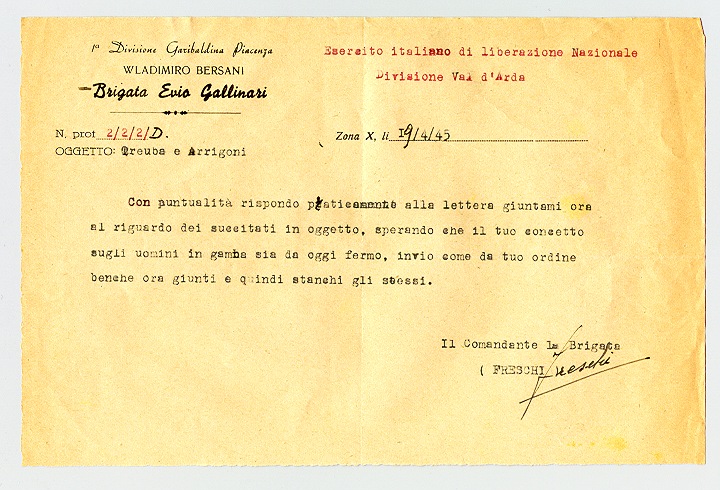 1ª Divisione Garibaldina Piacenza
WLADIMIRO BERSANI
Brigata Evio Gallinari
Esercito italiano di liberazione Nazionale
Divisione Val d'Arda
N. prot 2/2/2/D.
Zona X, li 19/4/45
OGGETTO: Treuba e Arrigoni
Con puntualità rispondo praticamente alla lettera giuntami ora
al riguardo dei succitati in oggetto, sperando che il tuo concetto
sugli uomini in gamba sia da oggi fermo, invio come da tuo ordine
benche ora giunti e quindi stanchi gli stessi.
Il Comandante la Brigata
( FRESCHI Freschi